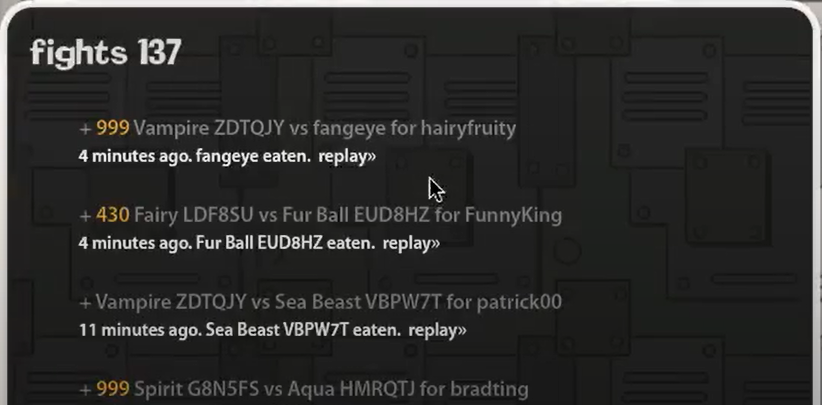 fights 137
+ 999 Vampire ZDTQJY vs fangeye for hairyfruity
4 minutes ago. fangeye eaten. replay»
+ 430 Fairy LDF8SU vs Fur Ball EUD8HZ for FunnyKing
4 minutes ago. Fur Ball EUD8HZ eaten. replay»
+ Vampire ZDTQJY vs Sea Beast VBPW7T for patrick00
11 minutes ago. Sea Beast VBPW7T eaten. replay»
+ 999 Spirit G8N5FS vs Aqua HMRQTJ for bradting